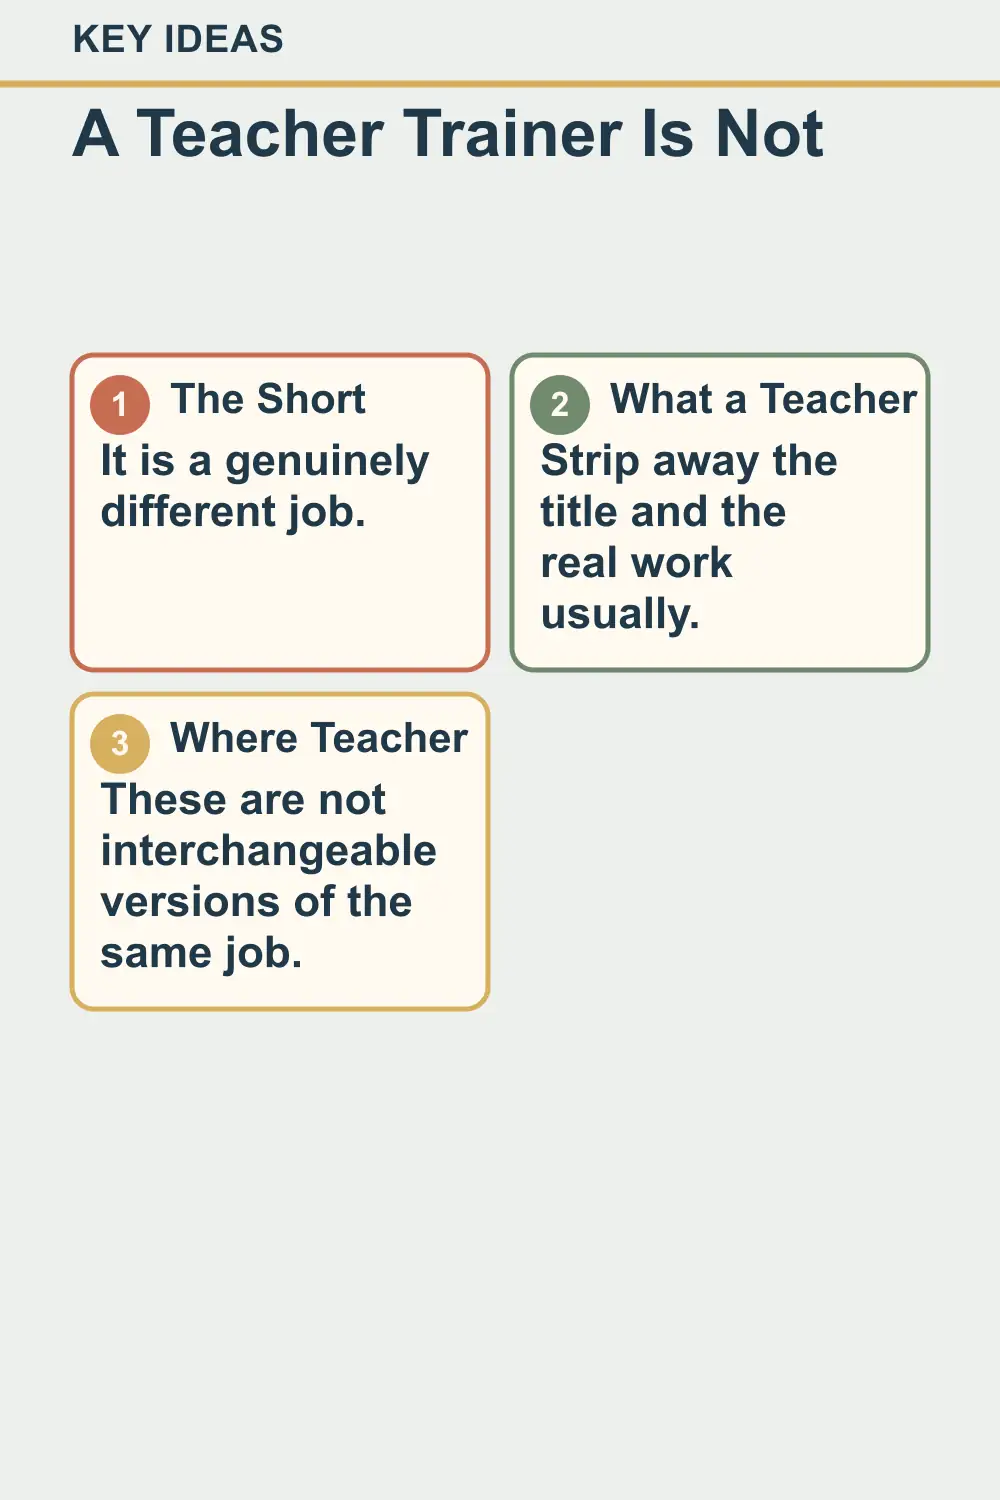 KEY IDEAS
A Teacher Trainer Is Not
1 The Short
It is a genuinely
different job.
2 What a Teacher
Strip away the
title and the
real work
usually.
3 Where Teacher
These are not
interchangeable
versions of the
same job.